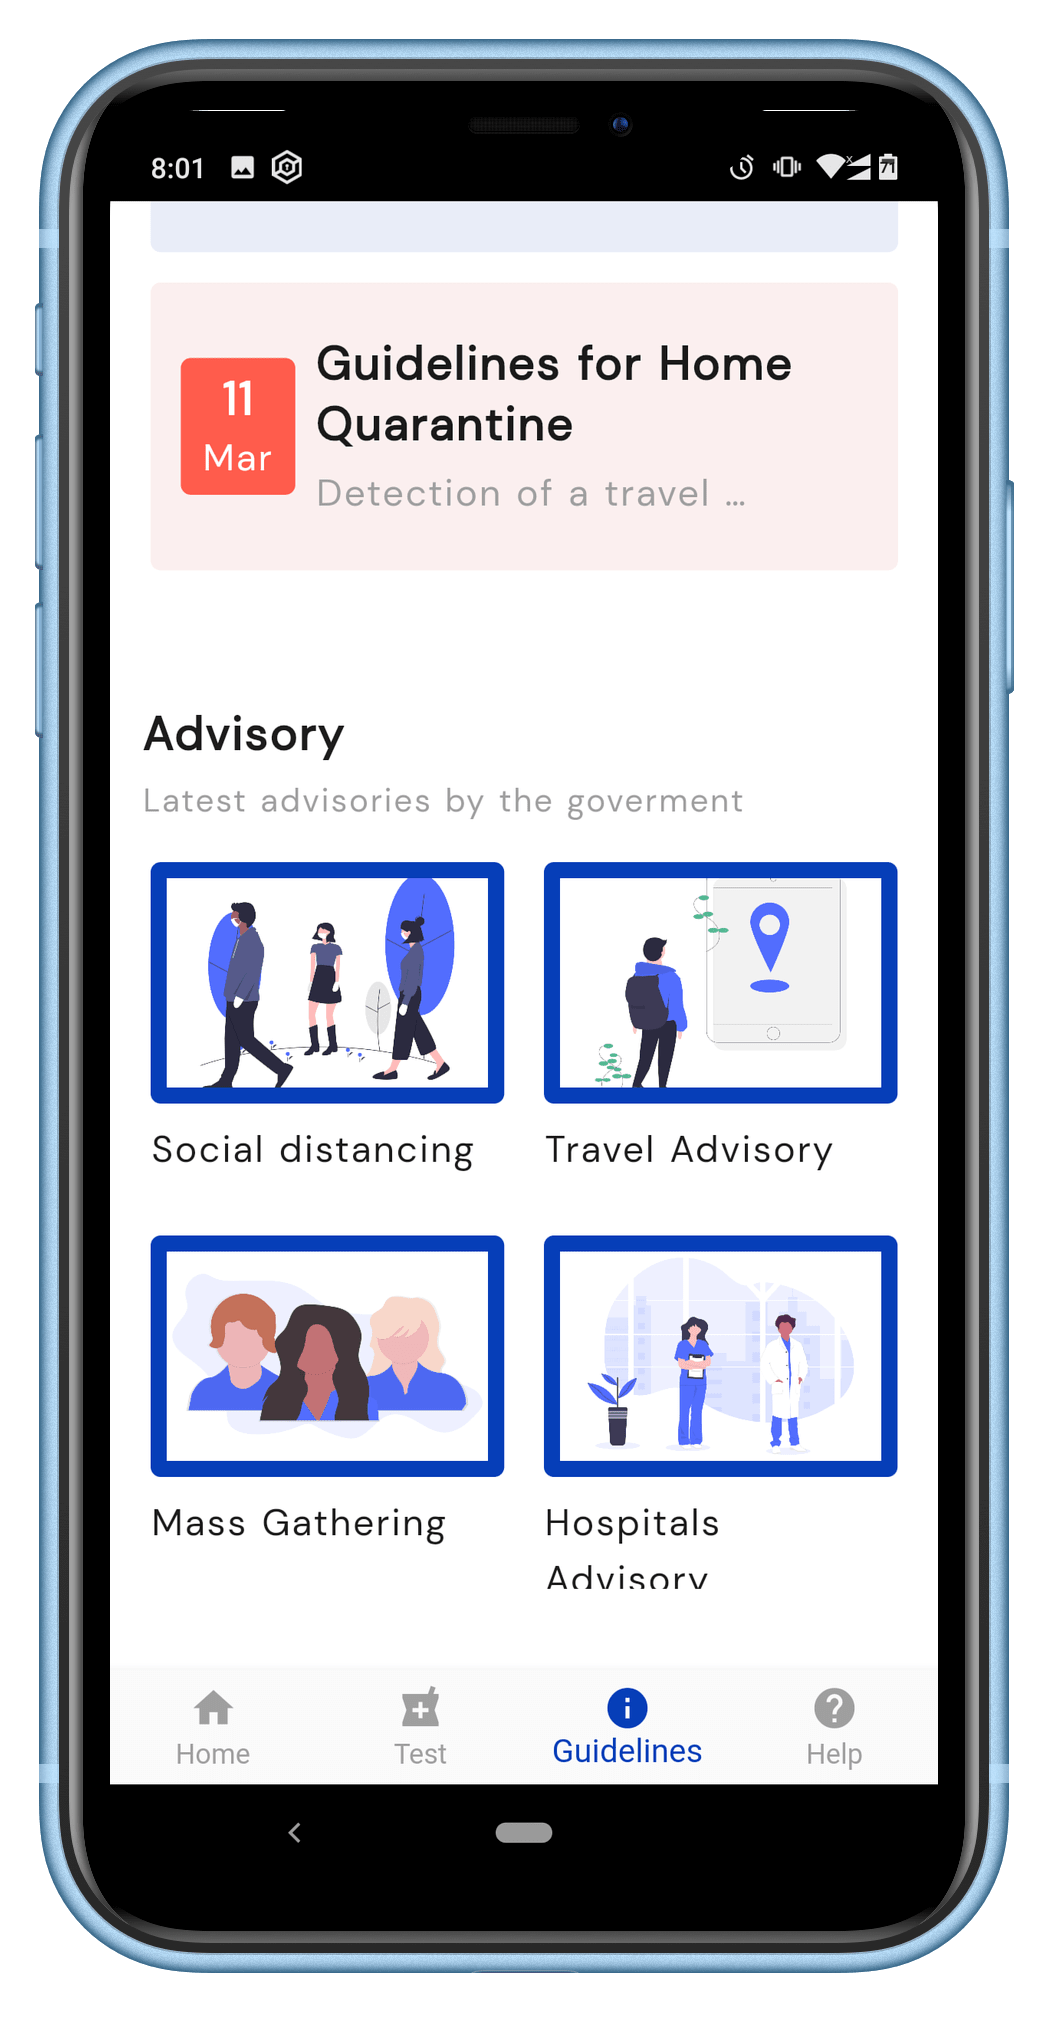 8:01
71
11
Mar
Guidelines for Home
Quarantine
Detection of a travel ...
Advisory
Latest advisories by the goverment
Social distancing
Travel Advisory
Mass Gathering
Hospitals
Advisory
Home
Test
Guidelines
Help